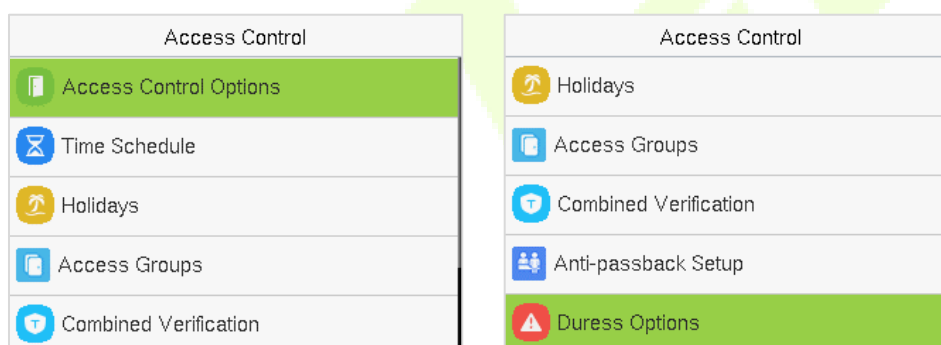 Access Control
Access Control Options
Time Schedule
Holidays
Access Groups
Combined Verification
Access Control
Holidays
Access Groups
Combined Verification
Anti-passback Setup
Duress Options